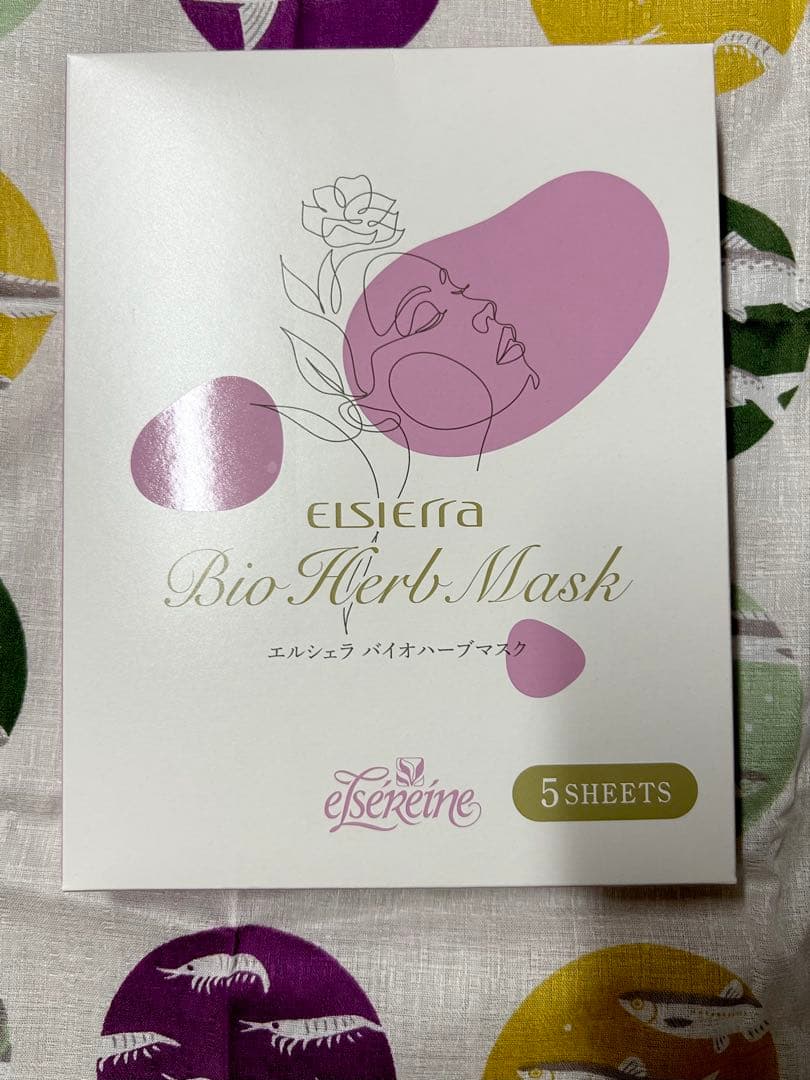 ELSIErra
Bio Herb Mask
エルシェラ バイオハーブマスク
elséReíne
5 SHEETS